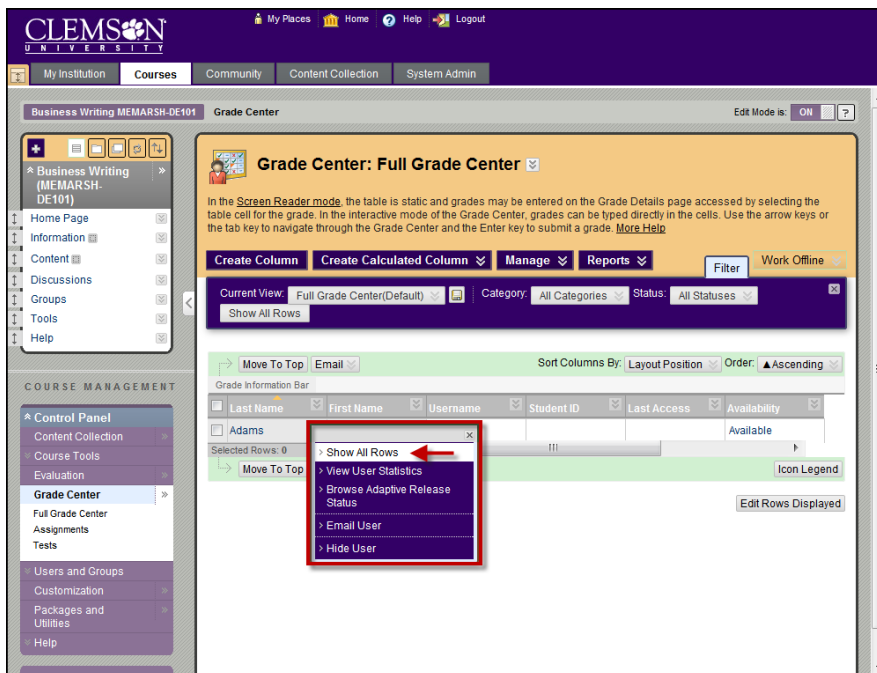 My Places Home Help Logout
CLEMSON
UNIVERSITY
My Institution Courses Community Content Collection System Admin
Business Writing MEMARSH-DE101 Grade Center Edit Mode is: ON ?
Business Writing
(MEMARSH-
DE101)
Home Page
Information
Content
Discussions
Groups
Tools
Help
COURSE MANAGEMENT
Control Panel
Content Collection
Course Tools
Evaluation
Grade Center
Full Grade Center
Assignments
Tests
Users and Groups
Customization
Packages and
Utilities
Help
Grade Center: Full Grade Center
In the Screen Reader mode, the table is static and grades may be entered on the Grade Details page accessed by selecting the
table cell for the grade. In the interactive mode of the Grade Center, grades can be typed directly in the cells. Use the arrow keys or
the tab key to navigate through the Grade Center and the Enter key to submit a grade. More Help
Create Column Create Calculated Column Manage Reports Filter Work Offline
Current View: Full Grade Center(Default) Category: All Categories Status: All Statuses
Show All Rows
Move To Top Email Sort Columns By: Layout Position Order: ▲Ascending
Grade Information Bar
Last Name First Name Username Student ID Last Access Availability
Adams Available
Selected Rows: 0
Move To Top Icon Legend
Edit Rows Displayed
> Show All Rows
> View User Statistics
> Browse Adaptive Release
Status
> Email User
> Hide User